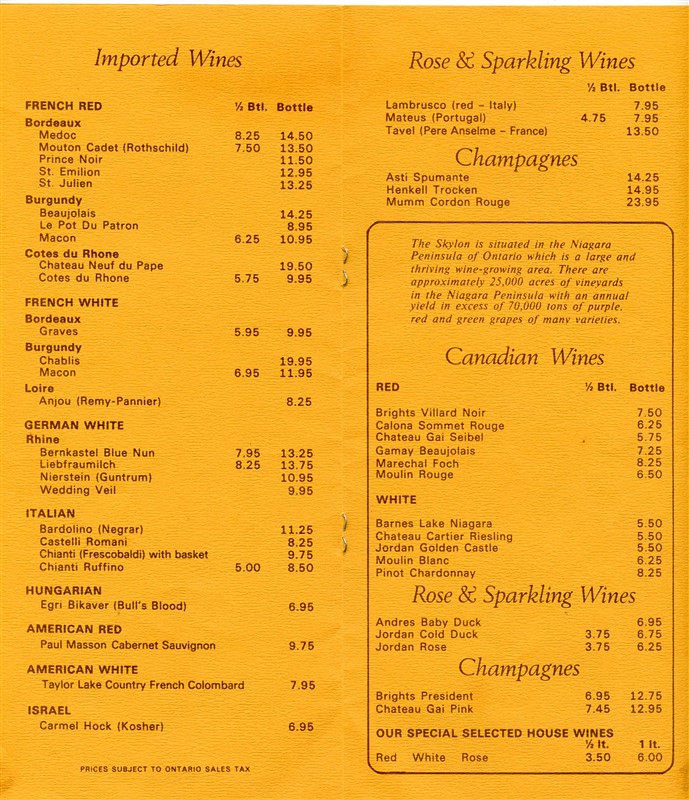 Imported Wines
FRENCH RED ½ Btl. Bottle
Bordeaux
Medoc 8.25 14.50
Mouton Cadet (Rothschild) 7.50 13.50
Prince Noir 11.50
St. Emilion 12.95
St. Julien 13.25
Burgundy
Beaujolais 14.25
Le Pot Du Patron 8.95
Macon 6.25 10.95
Cotes du Rhone
Chateau Neuf du Pape 19.50
Cotes du Rhone 5.75 9.95
FRENCH WHITE
Bordeaux
Graves 5.95 9.95
Burgundy
Chablis 19.95
Macon 6.95 11.95
Loire
Anjou (Remy-Pannier) 8.25
GERMAN WHITE
Rhine
Bernkastel Blue Nun 7.95 13.25
Liebfraumilch 8.25 13.75
Nierstein (Guntrum) 10.95
Wedding Veil 9.95
ITALIAN
Bardolino (Negrar) 11.25
Castelli Romani 8.25
Chianti (Frescobaldi) with basket 9.75
Chianti Ruffino 5.00 8.50
HUNGARIAN
Egri Bikaver (Bull's Blood) 6.95
AMERICAN RED
Paul Masson Cabernet Sauvignon 9.75
AMERICAN WHITE
Taylor Lake Country French Colombard 7.95
ISRAEL
Carmel Hock (Kosher) 6.95
PRICES SUBJECT TO ONTARIO SALES TAX
Rose & Sparkling Wines
½ Btl. Bottle
Lambrusco (red – Italy) 7.95
Mateus (Portugal) 4.75 7.95
Tavel (Pere Anselme – France) 13.50
Champagnes
Asti Spumante 14.25
Henkell Trocken 14.95
Mumm Cordon Rouge 23.95
The Skylon is situated in the Niagara
Peninsula of Ontario which is a large and
thriving wine-growing area. There are
approximately 25,000 acres of vineyards
in the Niagara Peninsula with an annual
yield in excess of 70,000 tons of purple,
red and green grapes of many varieties.
Canadian Wines
RED ½ Btl. Bottle
Brights Villard Noir 7.50
Calona Sommet Rouge 6.25
Chateau Gai Seibel 5.75
Gamay Beaujolais 7.25
Marechal Foch 8.25
Moulin Rouge 6.50
WHITE
Barnes Lake Niagara 5.50
Chateau Cartier Riesling 5.50
Jordan Golden Castle 5.50
Moulin Blanc 6.25
Pinot Chardonnay 8.25
Rose & Sparkling Wines
Andres Baby Duck 6.95
Jordan Cold Duck 3.75 6.75
Jordan Rose 3.75 6.25
Champagnes
Brights President 6.95 12.75
Chateau Gai Pink 7.45 12.95
OUR SPECIAL SELECTED HOUSE WINES
½ lt. 1 lt.
Red White Rose 3.50 6.00